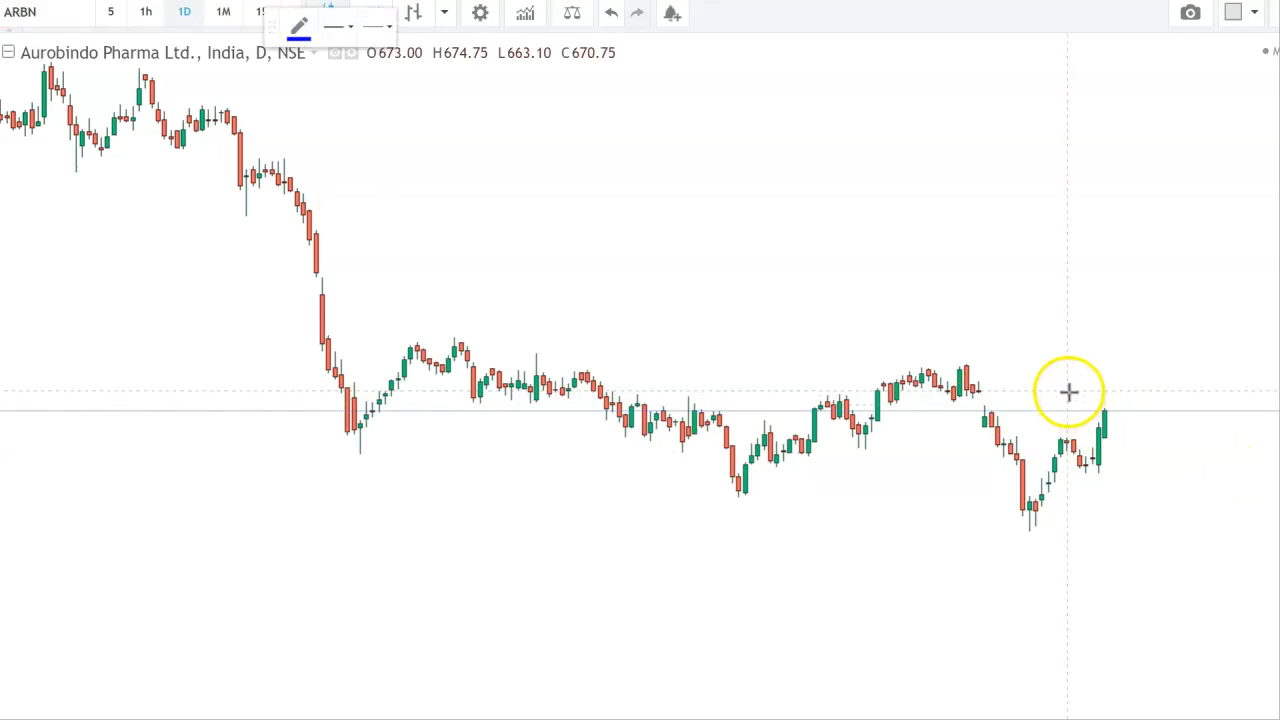 ARBN 5 1h 1D 1M
Aurobindo Pharma Ltd., India, D, NSE O673.00 H674.75 L663.10 C670.75